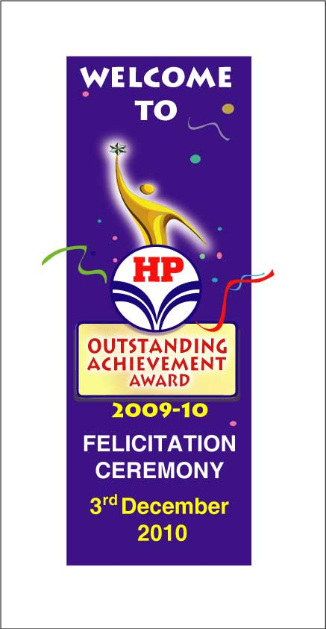 WELCOME
TO
HP
OUTSTANDING
ACHIEVEMENT
AWARD
2009-10
FELICITATION
CEREMONY
3rd December
2010